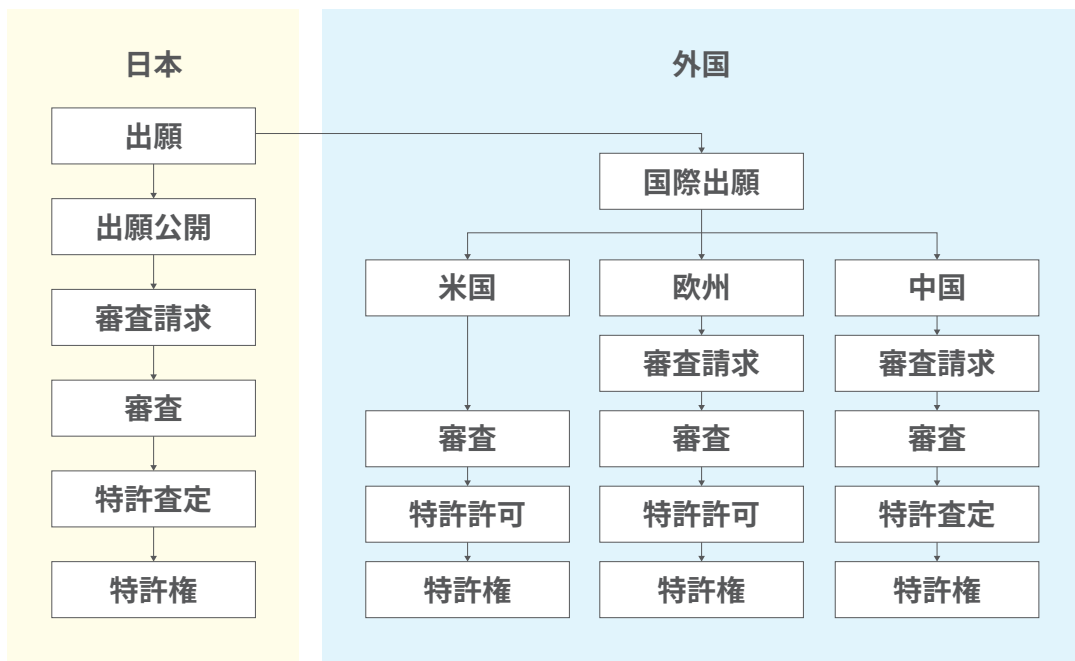 日本
出願
出願公開
審査請求
審査
特許査定
特許権
外国
国際出願
米国
審査
特許許可
特許権
欧州
審査請求
審査
特許許可
特許権
中国
審査請求
審査
特許査定
特許権